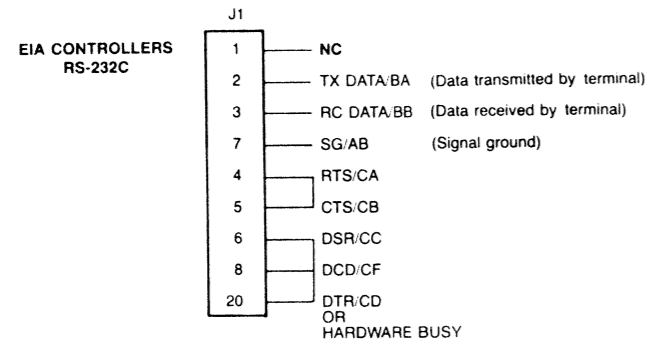 J1
EIA CONTROLLERS
RS-232C
1 NC
2 TX DATA/BA (Data transmitted by terminal)
3 RC DATA/BB (Data received by terminal)
7 SG/AB (Signal ground)
4 RTS/CA
5 CTS/CB
6 DSR/CC
8 DCD/CF
20 DTR/CD
OR
HARDWARE BUSY